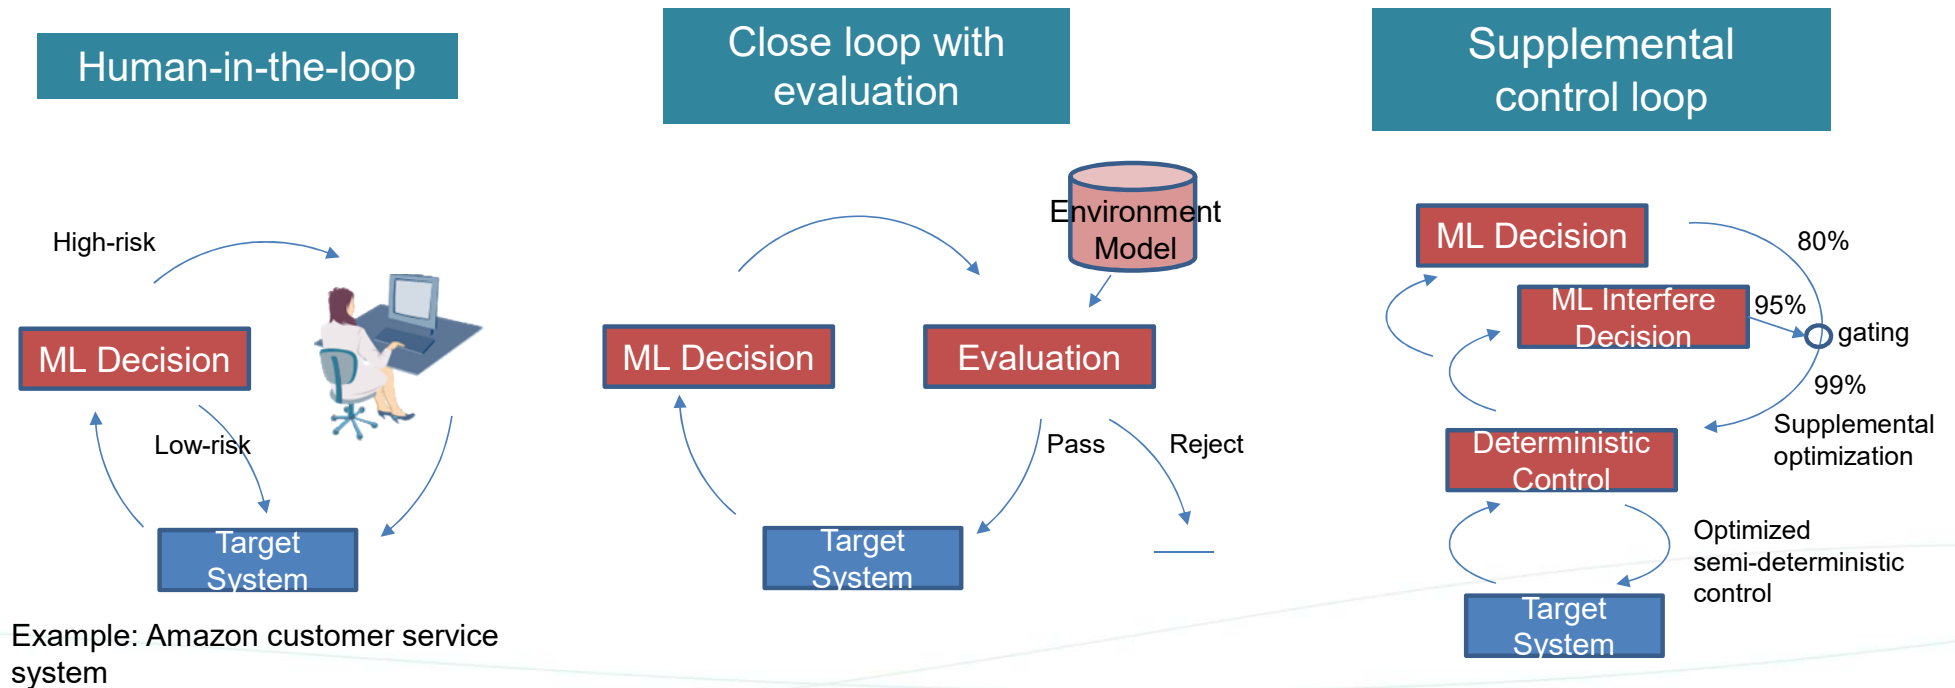 Human-in-the-loop
High-risk
ML Decision
Low-risk
Target
System
Example: Amazon customer service
system
Close loop with
evaluation
Environment
Model
ML Decision
Evaluation
Pass
Reject
Target
System
Supplemental
control loop
ML Decision
80%
ML Interfere
Decision
95%
gating
99%
Supplemental
optimization
Deterministic
Control
Optimized
semi-deterministic
control
Target
System